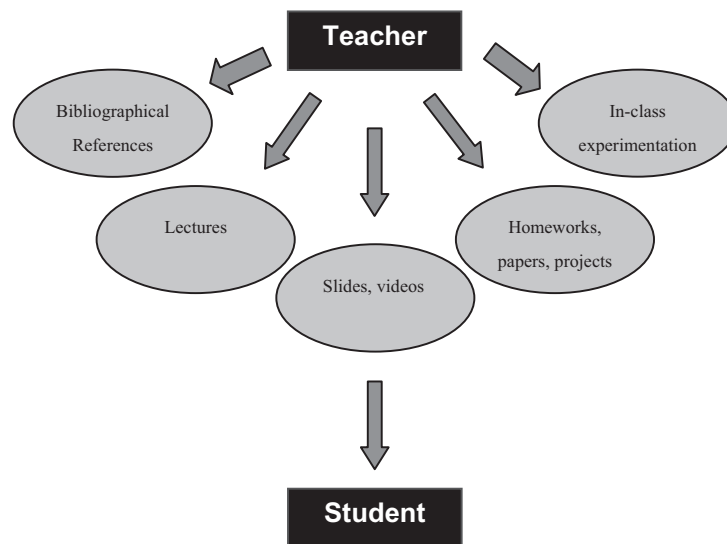 Teacher
Bibliographical
References
In-class
experimentation
Lectures
Homeworks,
papers, projects
Slides, videos
Student